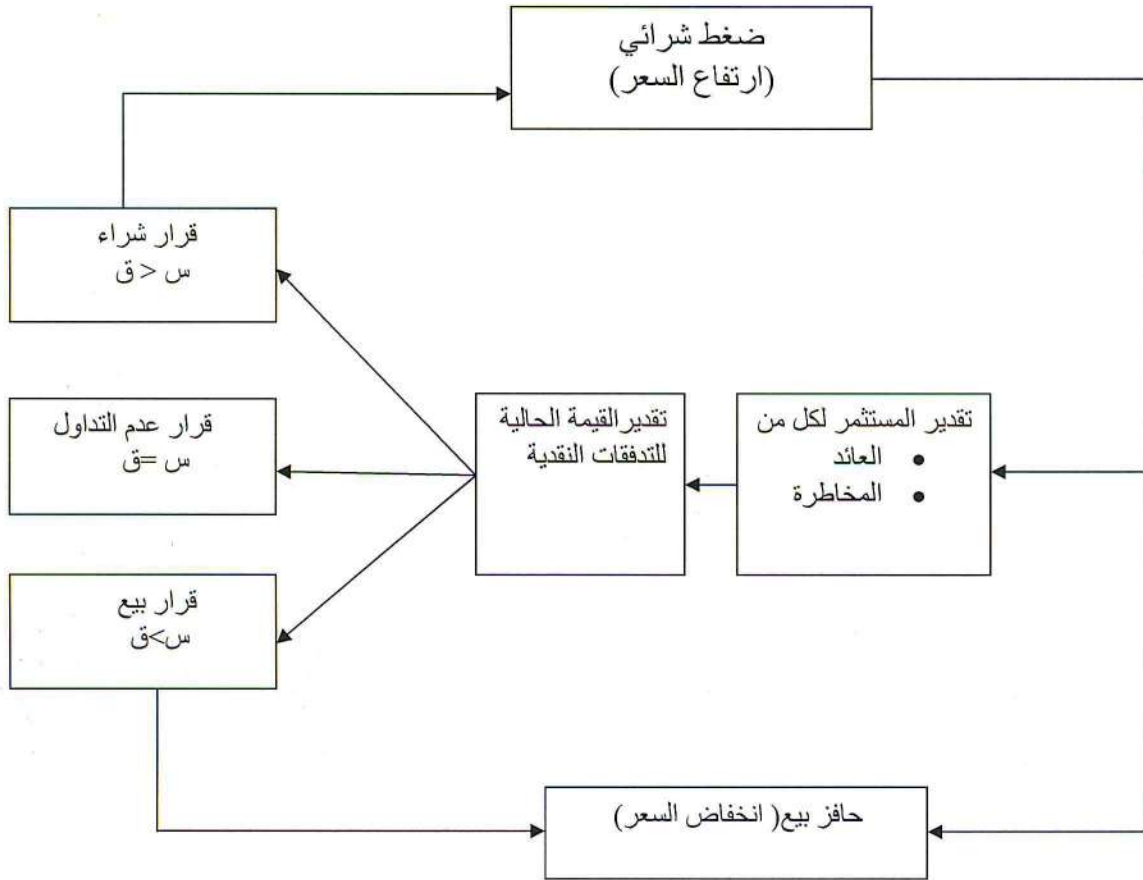 ضغط شرائي
(ارتفاع السعر)
قرار شراء
س < ق
تقدير المستثمر لكل من
• العائد
• المخاطرة
تقدير القيمة الحالية
للتدفقات النقدية
قرار عدم التداول
س =ق
قرار بيع
س>ق
حافز بيع( انخفاض السعر)